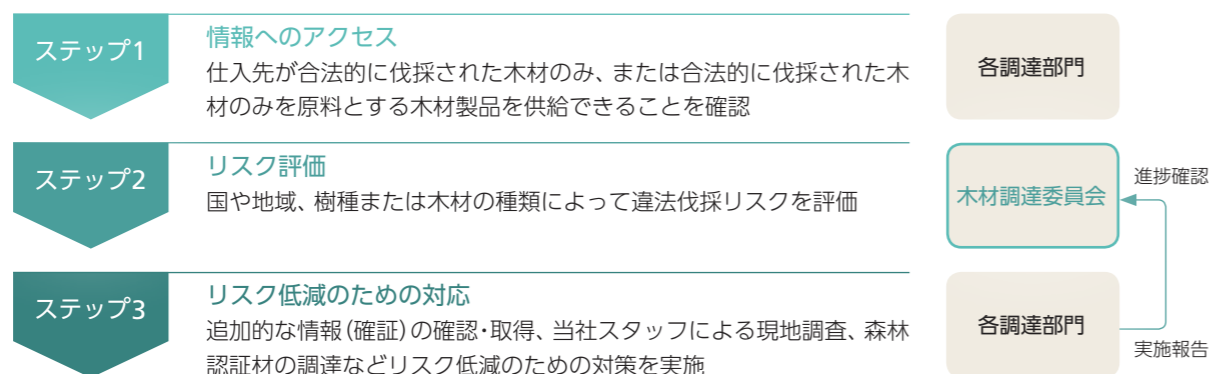 ステップ1
情報へのアクセス
仕入先が合法的に伐採された木材のみ、または合法的に伐採された木
材のみを原料とする木材製品を供給できることを確認
各調達部門
ステップ2
リスク評価
国や地域、樹種または木材の種類によって違法伐採リスクを評価
木材調達委員会
進捗確認
ステップ3
リスク低減のための対応
追加的な情報(確証)の確認・取得、当社スタッフによる現地調査、森林
認証材の調達などリスク低減のための対策を実施
各調達部門
実施報告